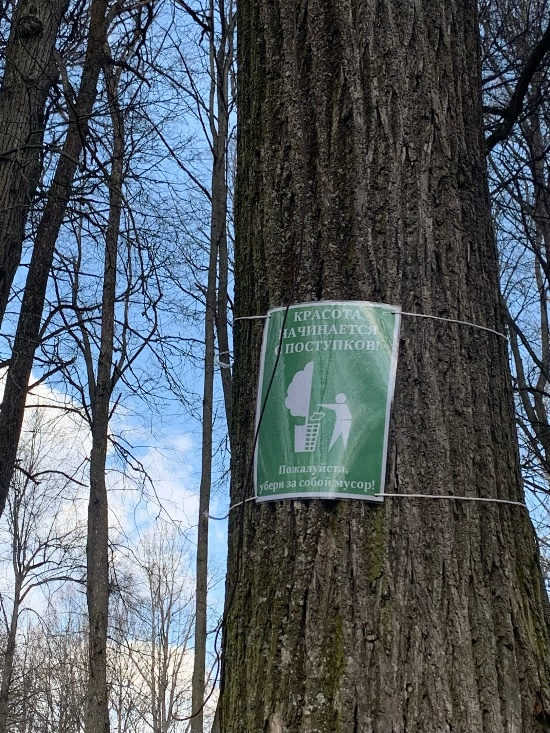 КРАСОТА
НАЧИНАЕТСЯ
С ПОСТУПКОВ!
Пожалуйста,
убери за собой мусор!